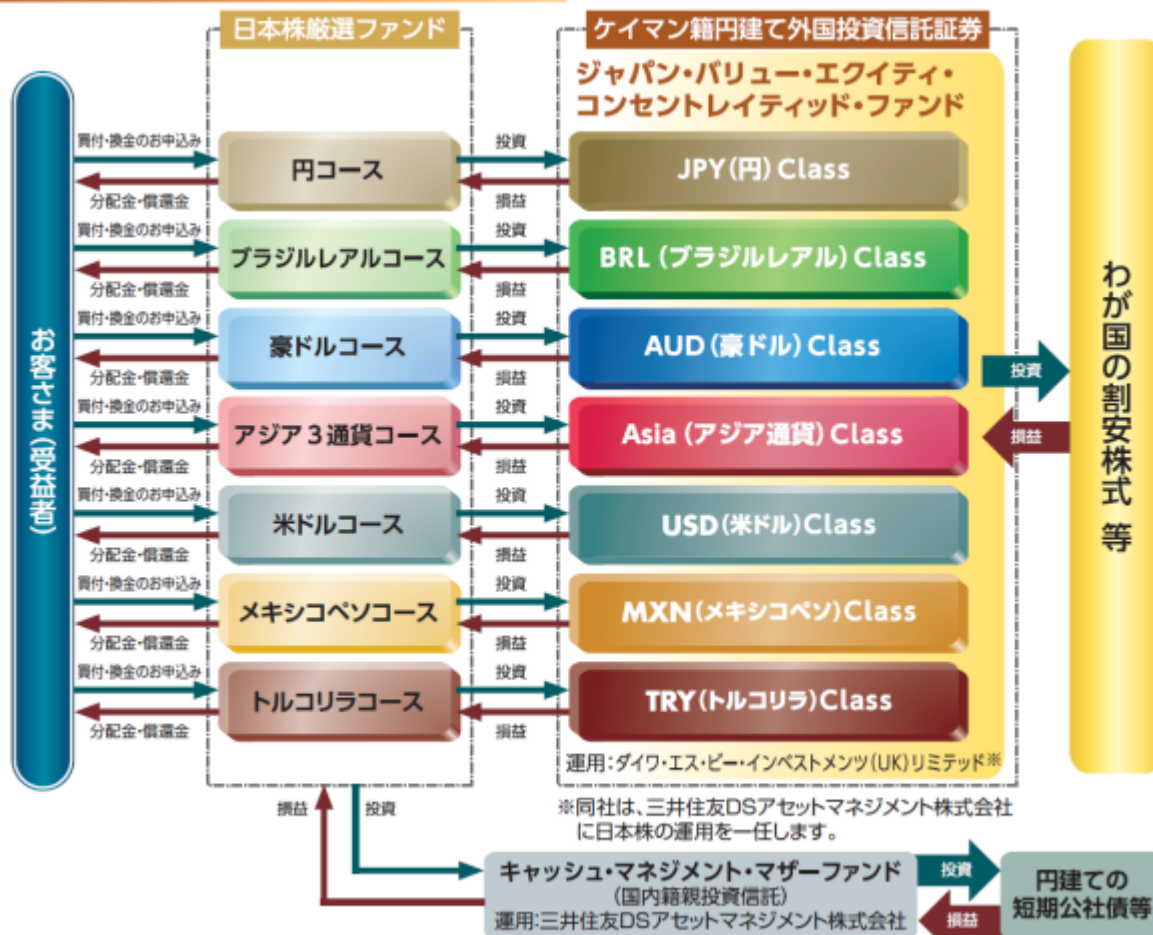 日本株厳選ファンド
ケイマン籍円建て外国投資信託証券
ジャパン・バリュー・エクイティ・
コンセントレイティッド・ファンド
お客さま(受益者)
買付・換金のお申込み
分配金・償還金
円コース
投資
損益
JPY(円)Class
買付・換金のお申込み
分配金・償還金
ブラジルレアルコース
投資
損益
BRL(ブラジルレアル)Class
買付・換金のお申込み
分配金・償還金
豪ドルコース
投資
損益
AUD(豪ドル)Class
買付・換金のお申込み
分配金・償還金
アジア3通貨コース
投資
損益
Asia(アジア通貨)Class
買付・換金のお申込み
分配金・償還金
米ドルコース
投資
損益
USD(米ドル)Class
買付・換金のお申込み
分配金・償還金
メキシコペソコース
投資
損益
MXN(メキシコペソ)Class
買付・換金のお申込み
分配金・償還金
トルコリラコース
投資
損益
TRY(トルコリラ)Class
運用:ダイワ・エス・ビー・インベストメンツ(UK)リミテッド※
投資
損益
わが国の割安株式 等
※同社は、三井住友DSアセットマネジメント株式会社
に日本株の運用を一任します。
損益
投資
キャッシュ・マネジメント・マザーファンド
(国内籍親投資信託)
運用:三井住友DSアセットマネジメント株式会社
投資
損益
円建ての
短期公社債等